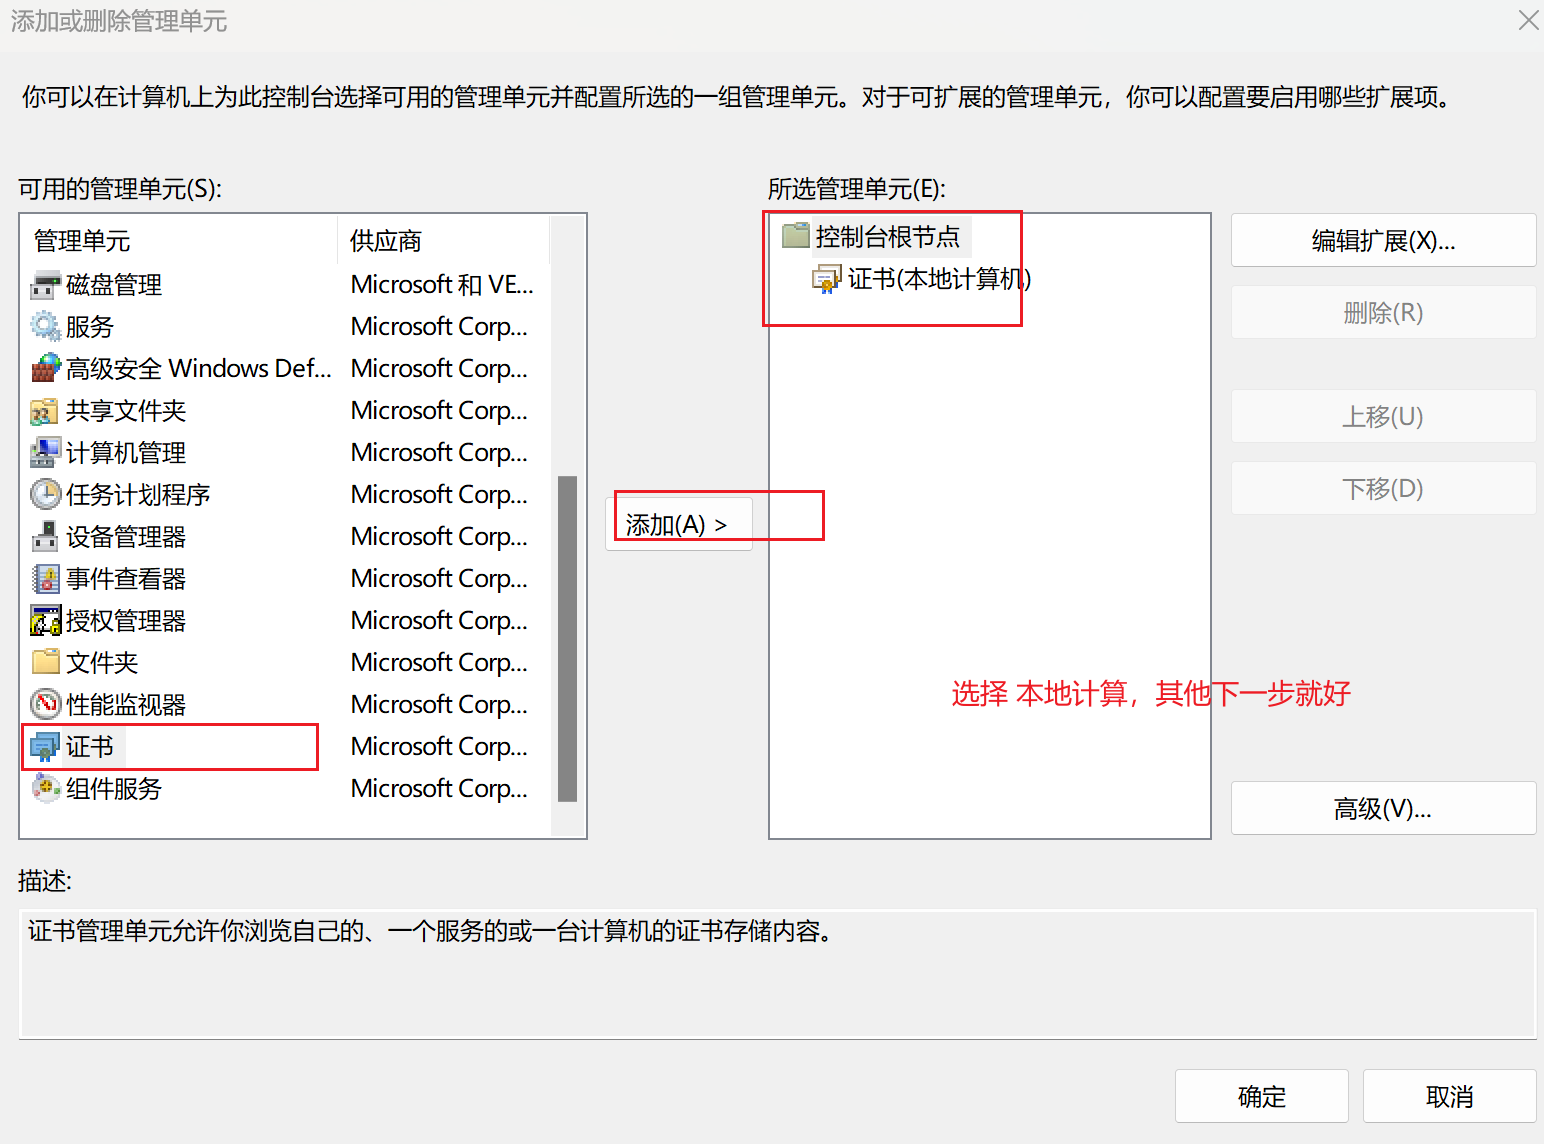 添加或删除管理单元
你可以在计算机上为此控制台选择可用的管理单元并配置所选的一组管理单元。对于可扩展的管理单元，你可以配置要启用哪些扩展项。
可用的管理单元(S):
管理单元 供应商
磁盘管理 Microsoft 和 VE...
服务 Microsoft Corp...
高级安全 Windows Def... Microsoft Corp...
共享文件夹 Microsoft Corp...
计算机管理 Microsoft Corp...
任务计划程序 Microsoft Corp...
设备管理器 Microsoft Corp...
事件查看器 Microsoft Corp...
授权管理器 Microsoft Corp...
文件夹 Microsoft Corp...
性能监视器 Microsoft Corp...
证书 Microsoft Corp...
组件服务 Microsoft Corp...
添加(A) >
所选管理单元(E):
控制台根节点
证书(本地计算机)
选择 本地计算，其他下一步就好
编辑扩展(X)...
删除(R)
上移(U)
下移(D)
高级(V)...
描述:
证书管理单元允许你浏览自己的、一个服务的或一台计算机的证书存储内容。
确定 取消